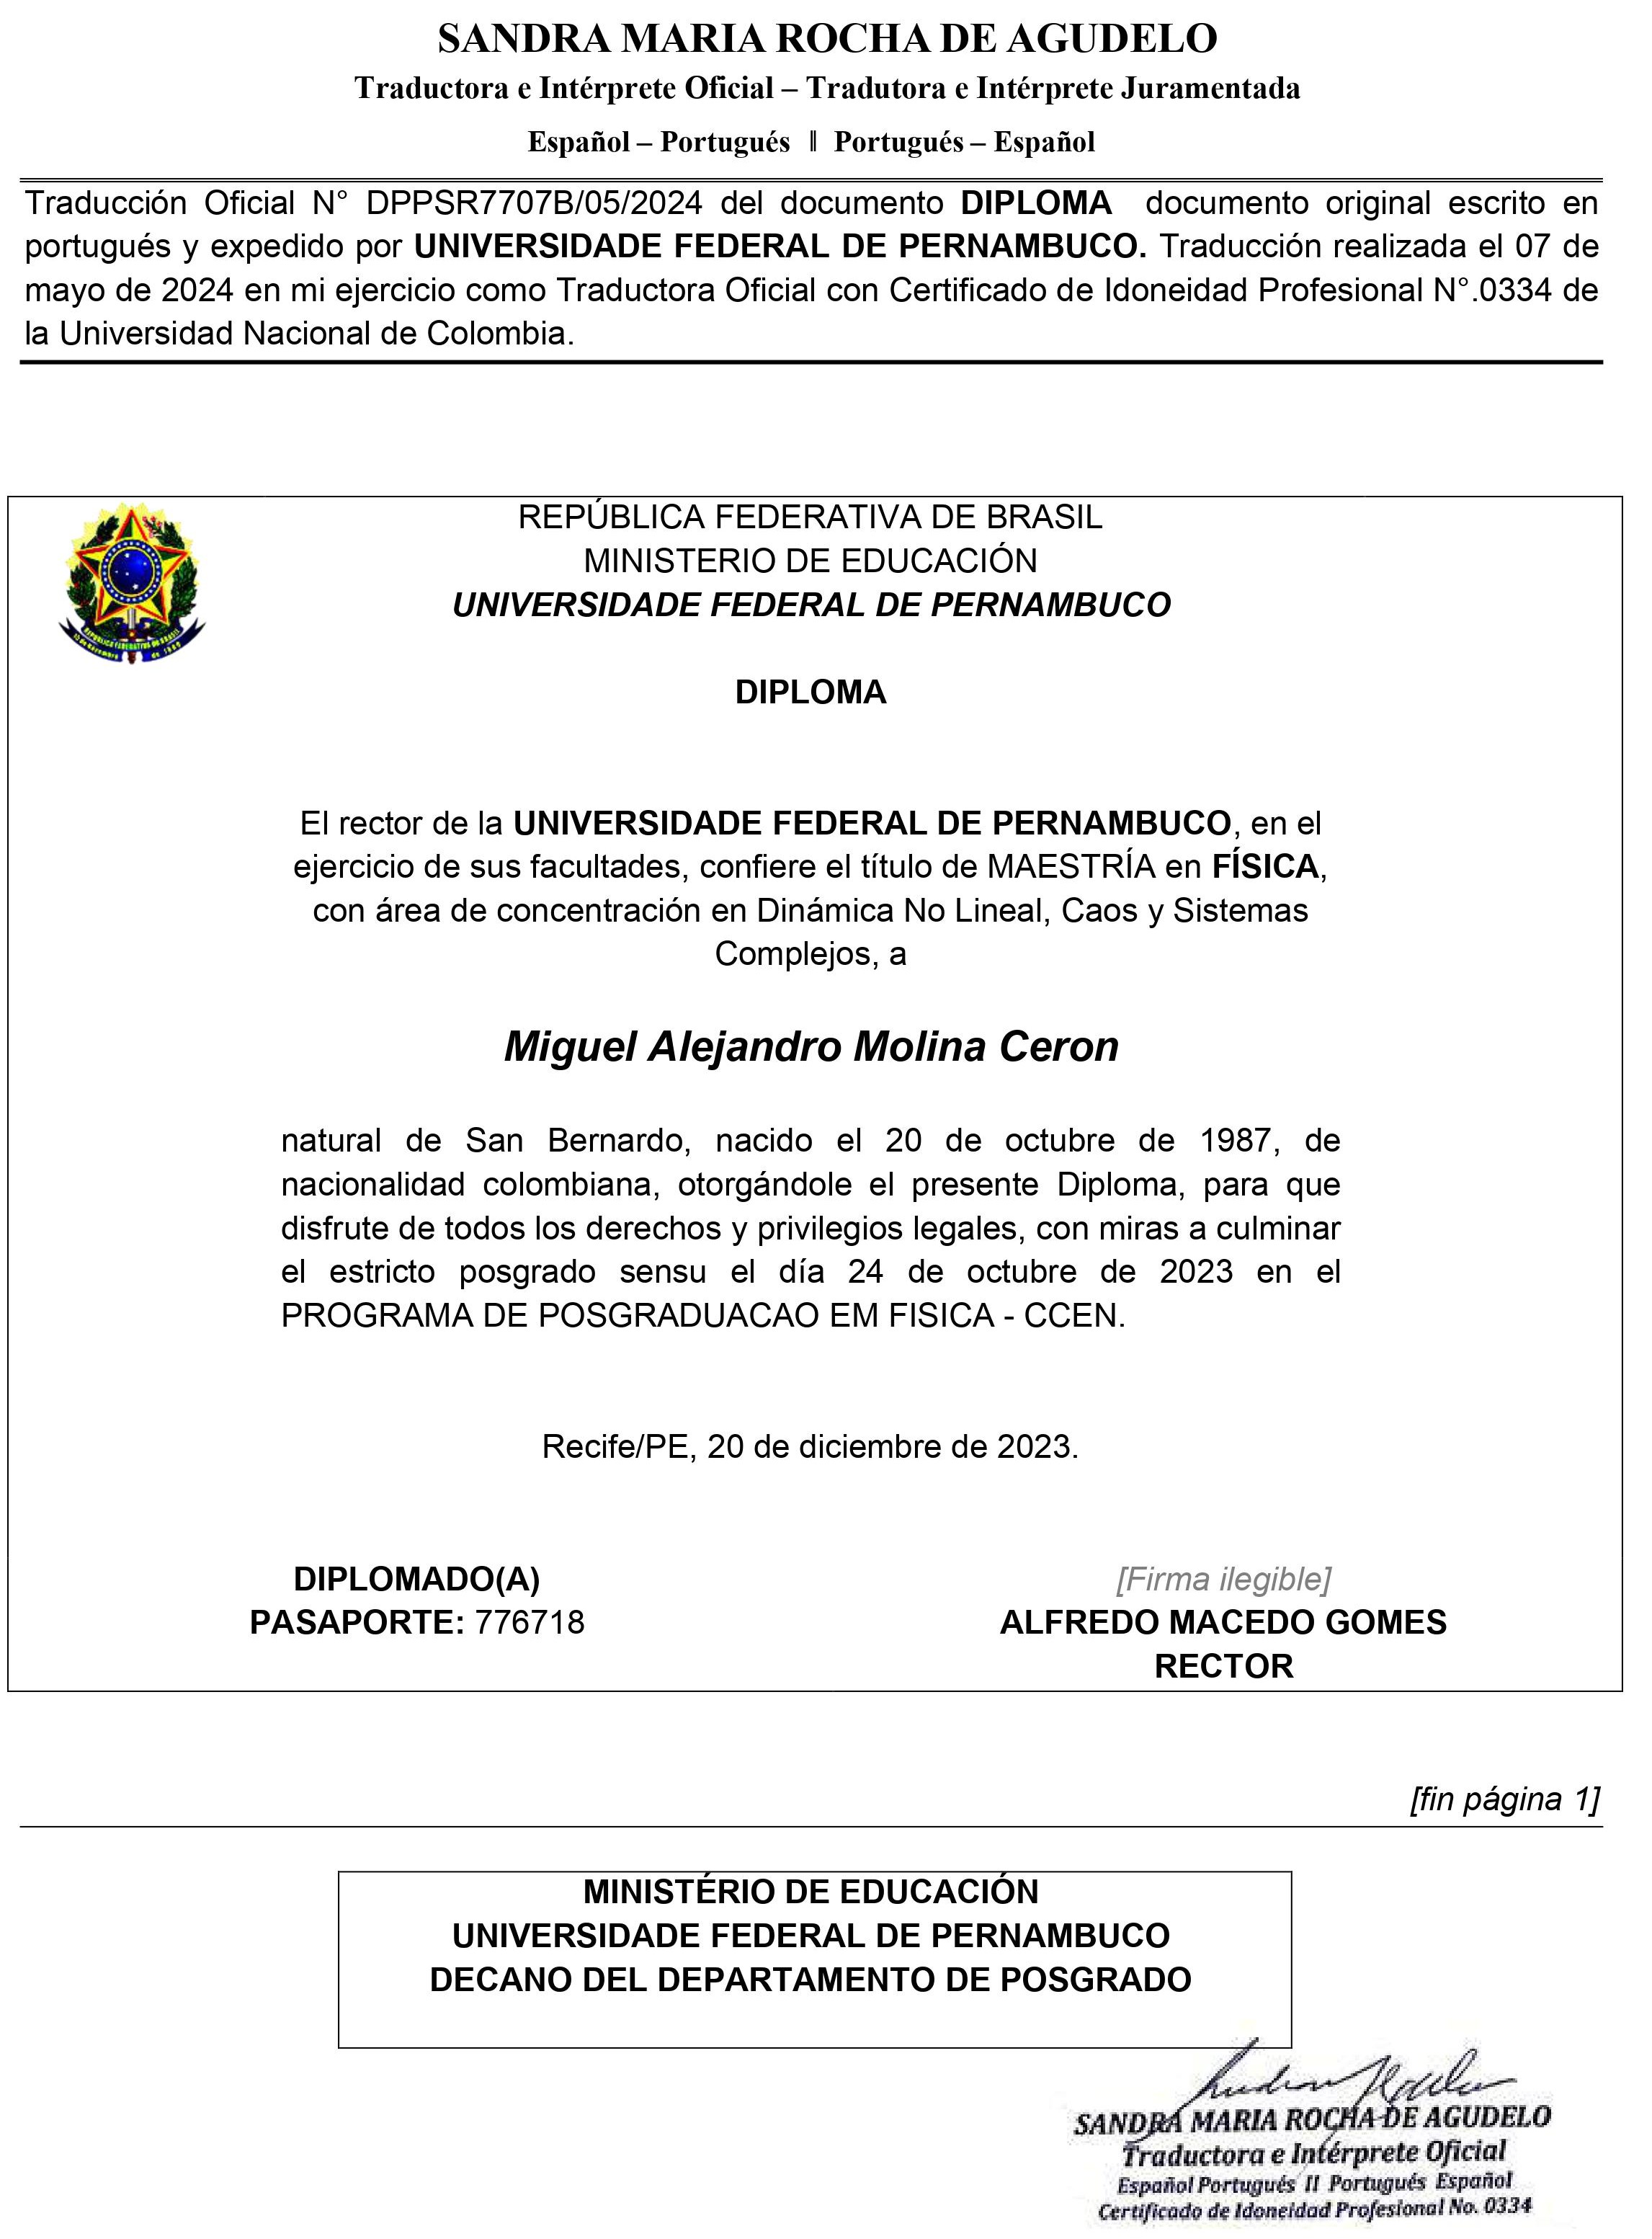 SANDRA MARIA ROCHA DE AGUDELO
Traductora e Intérprete Oficial – Tradutora e Intérprete Juramentada
Español – Portugués ‖ Portugués – Español
Traducción Oficial N° DPPSR7707B/05/2024 del documento DIPLOMA documento original escrito en
portugués y expedido por UNIVERSIDADE FEDERAL DE PERNAMBUCO. Traducción realizada el 07 de
mayo de 2024 en mi ejercicio como Traductora Oficial con Certificado de Idoneidad Profesional N°.0334 de
la Universidad Nacional de Colombia.
REPÚBLICA FEDERATIVA DE BRASIL
MINISTERIO DE EDUCACIÓN
UNIVERSIDADE FEDERAL DE PERNAMBUCO
DIPLOMA
El rector de la UNIVERSIDADE FEDERAL DE PERNAMBUCO, en el
ejercicio de sus facultades, confiere el título de MAESTRÍA en FÍSICA,
con área de concentración en Dinámica No Lineal, Caos y Sistemas
Complejos, a
Miguel Alejandro Molina Ceron
natural de San Bernardo, nacido el 20 de octubre de 1987, de
nacionalidad colombiana, otorgándole el presente Diploma, para que
disfrute de todos los derechos y privilegios legales, con miras a culminar
el estricto posgrado sensu el día 24 de octubre de 2023 en el
PROGRAMA DE POSGRADUACAO EM FISICA - CCEN.
Recife/PE, 20 de diciembre de 2023.
DIPLOMADO(A)
PASAPORTE: 776718
[Firma ilegible]
ALFREDO MACEDO GOMES
RECTOR
[fin página 1]
MINISTÉRIO DE EDUCACIÓN
UNIVERSIDADE FEDERAL DE PERNAMBUCO
DECANO DEL DEPARTAMENTO DE POSGRADO
SANDRA MARIA ROCHA DE AGUDELO
Traductora e Intérprete Oficial
Español Portugués II Portugués Español
Certificado de Idoneidad Profesional No. 0334